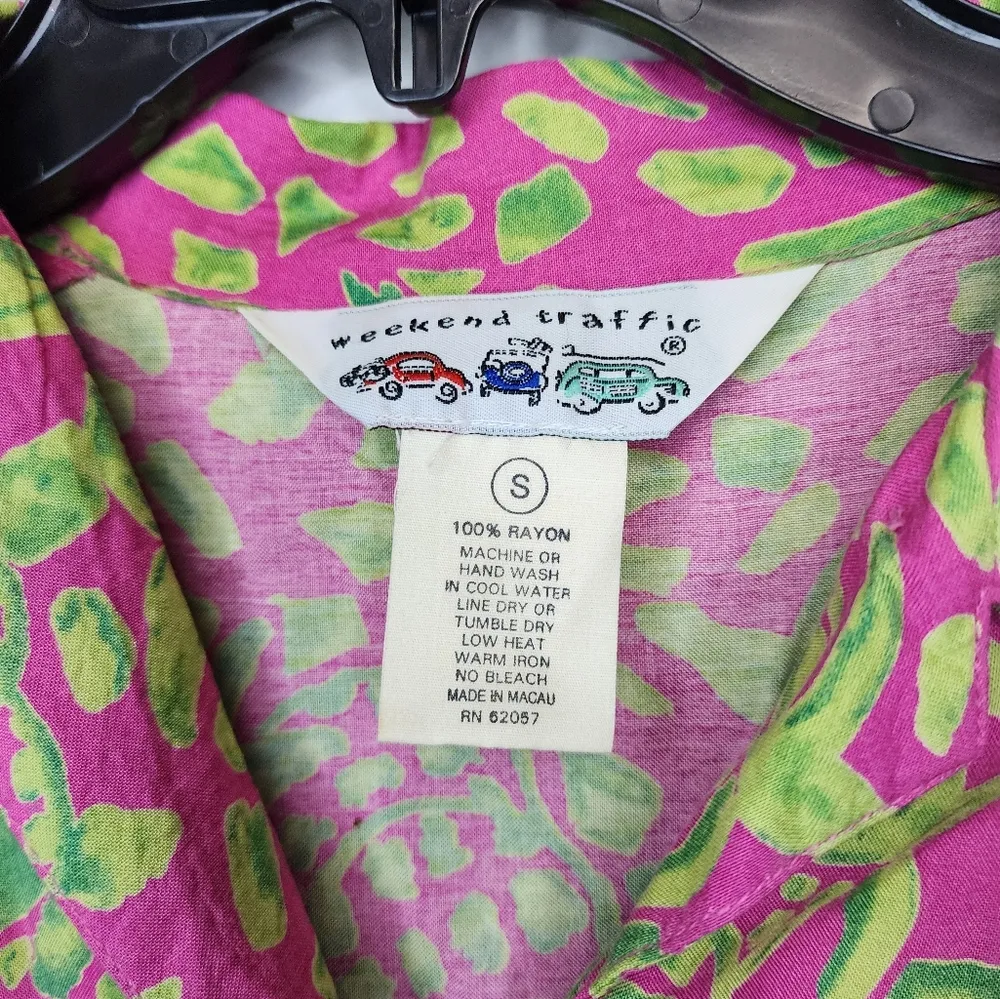 weekend traffic
®
S
100% RAYON
MACHINE OR
HAND WASH
IN COOL WATER
LINE DRY OR
TUMBLE DRY
LOW HEAT
WARM IRON
NO BLEACH
MADE IN MACAU
RN 62057